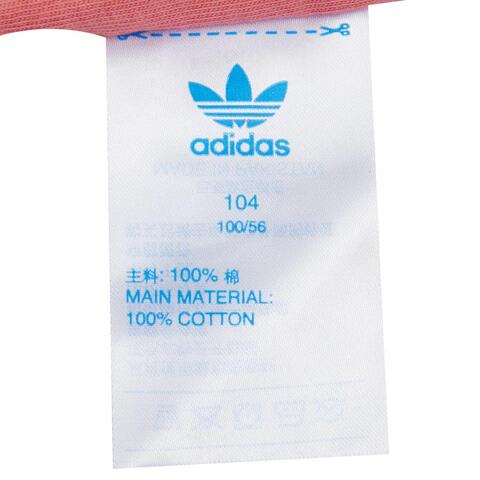 adidas
104
100/56
主料: 100% 棉
MAIN MATERIAL:
100% COTTON